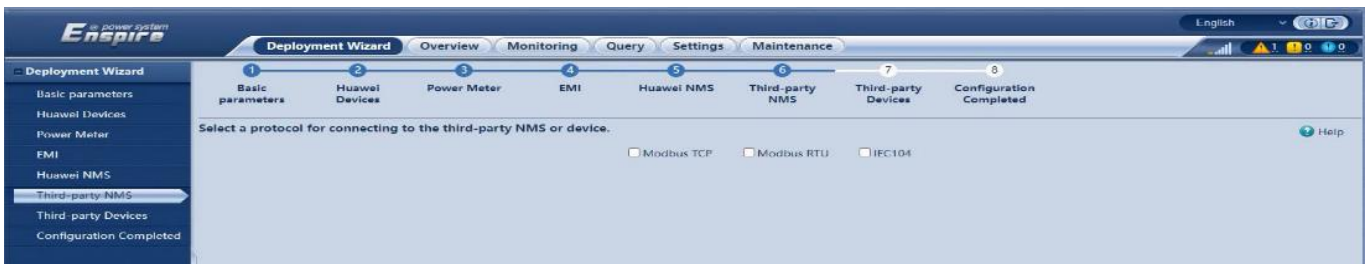 Enspire
e power system
English
Deployment Wizard Overview Monitoring Query Settings Maintenance
1 0 0
Deployment Wizard
Basic parameters
Huawei Devices
Power Meter
EMI
Huawei NMS
Third-party NMS
Third-party Devices
Configuration Completed
1 2 3 4 5 6 7 8
Basic parameters
Huawei Devices
Power Meter
EMI
Huawei NMS
Third-party NMS
Third-party Devices
Configuration Completed
Select a protocol for connecting to the third-party NMS or device.
Help
Modbus TCP Modbus RTU IEC104